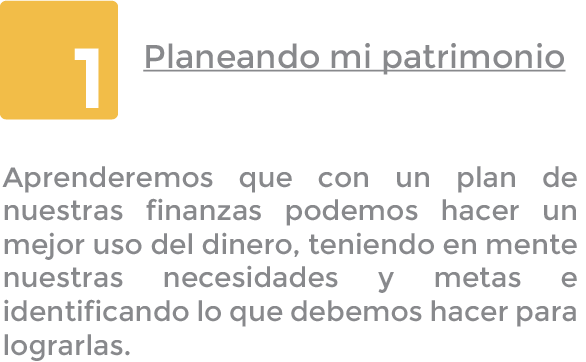 1
Planeando mi patrimonio
Aprenderemos que con un plan de
nuestras finanzas podemos hacer un
mejor uso del dinero, teniendo en mente
nuestras necesidades y metas e
identificando lo que debemos hacer para
lograrlas.